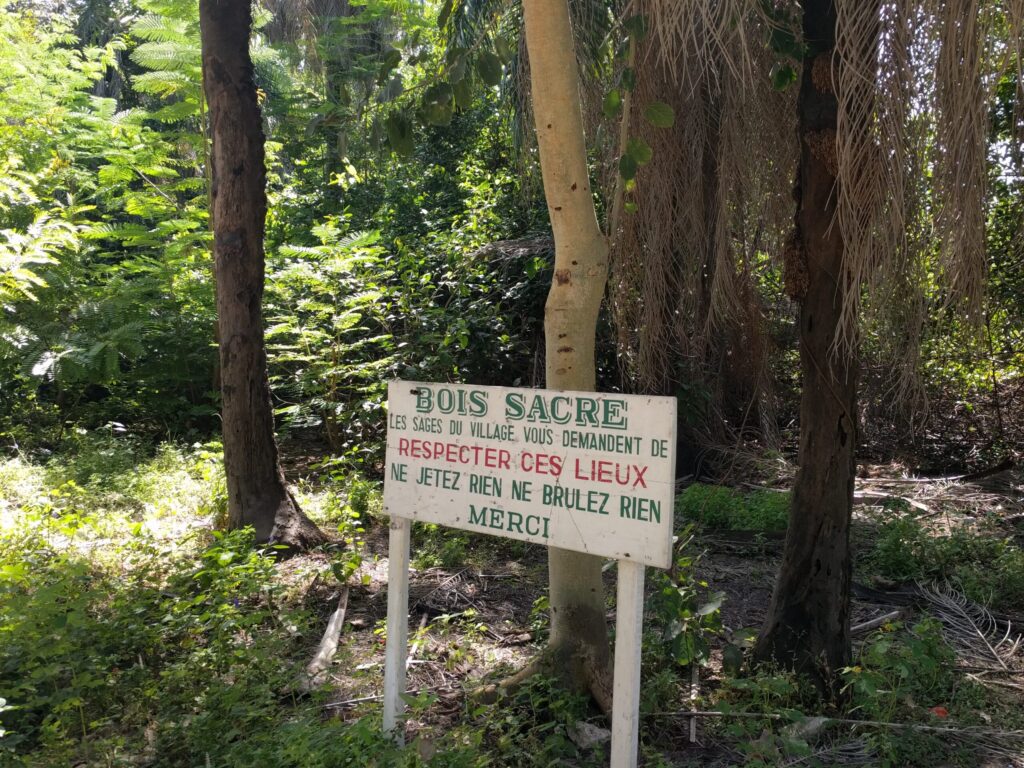 BOIS SACRE
LES SAGES DU VILLAGE VOUS DEMANDENT DE
RESPECTER CES LIEUX
NE JETEZ RIEN NE BRULEZ RIEN
MERCI